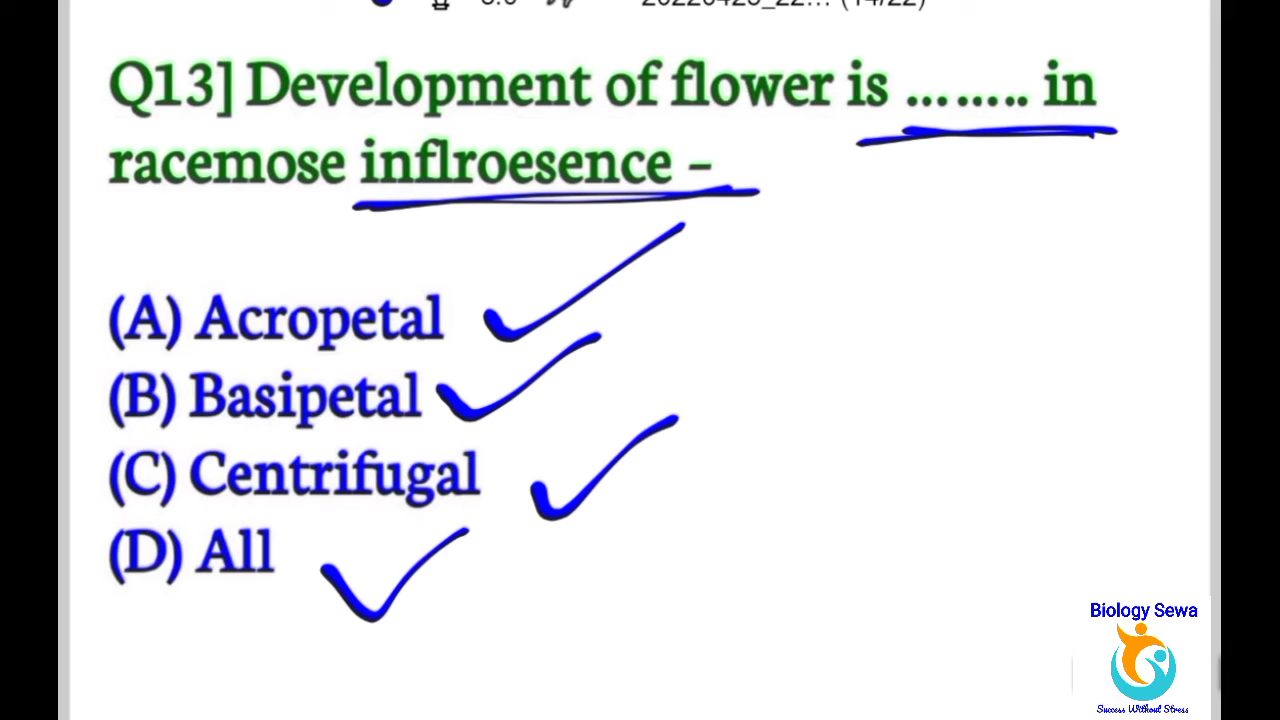 Q13] Development of flower is ........ in
racemose inflroesence –
(A) Acropetal
(B) Basipetal
(C) Centrifugal
(D) All
Biology Sewa
Success Without Stress